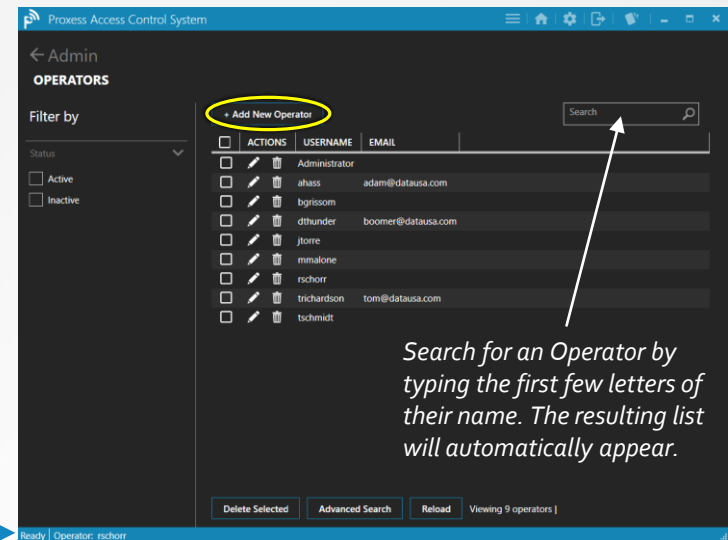 Proxess Access Control System
Admin
OPERATORS
Filter by
Status
Active
Inactive
+ Add New Operator
Search
ACTIONS USERNAME EMAIL
Administrator
ahass adam@datausa.com
bgrissom
dthunder boomer@datausa.com
jtorre
mmalone
rschorr
trichardson tom@datausa.com
tschmidt
Search for an Operator by
typing the first few letters of
their name. The resulting list
will automatically appear.
Delete Selected Advanced Search Reload Viewing 9 operators |
Ready Operator: rschorr